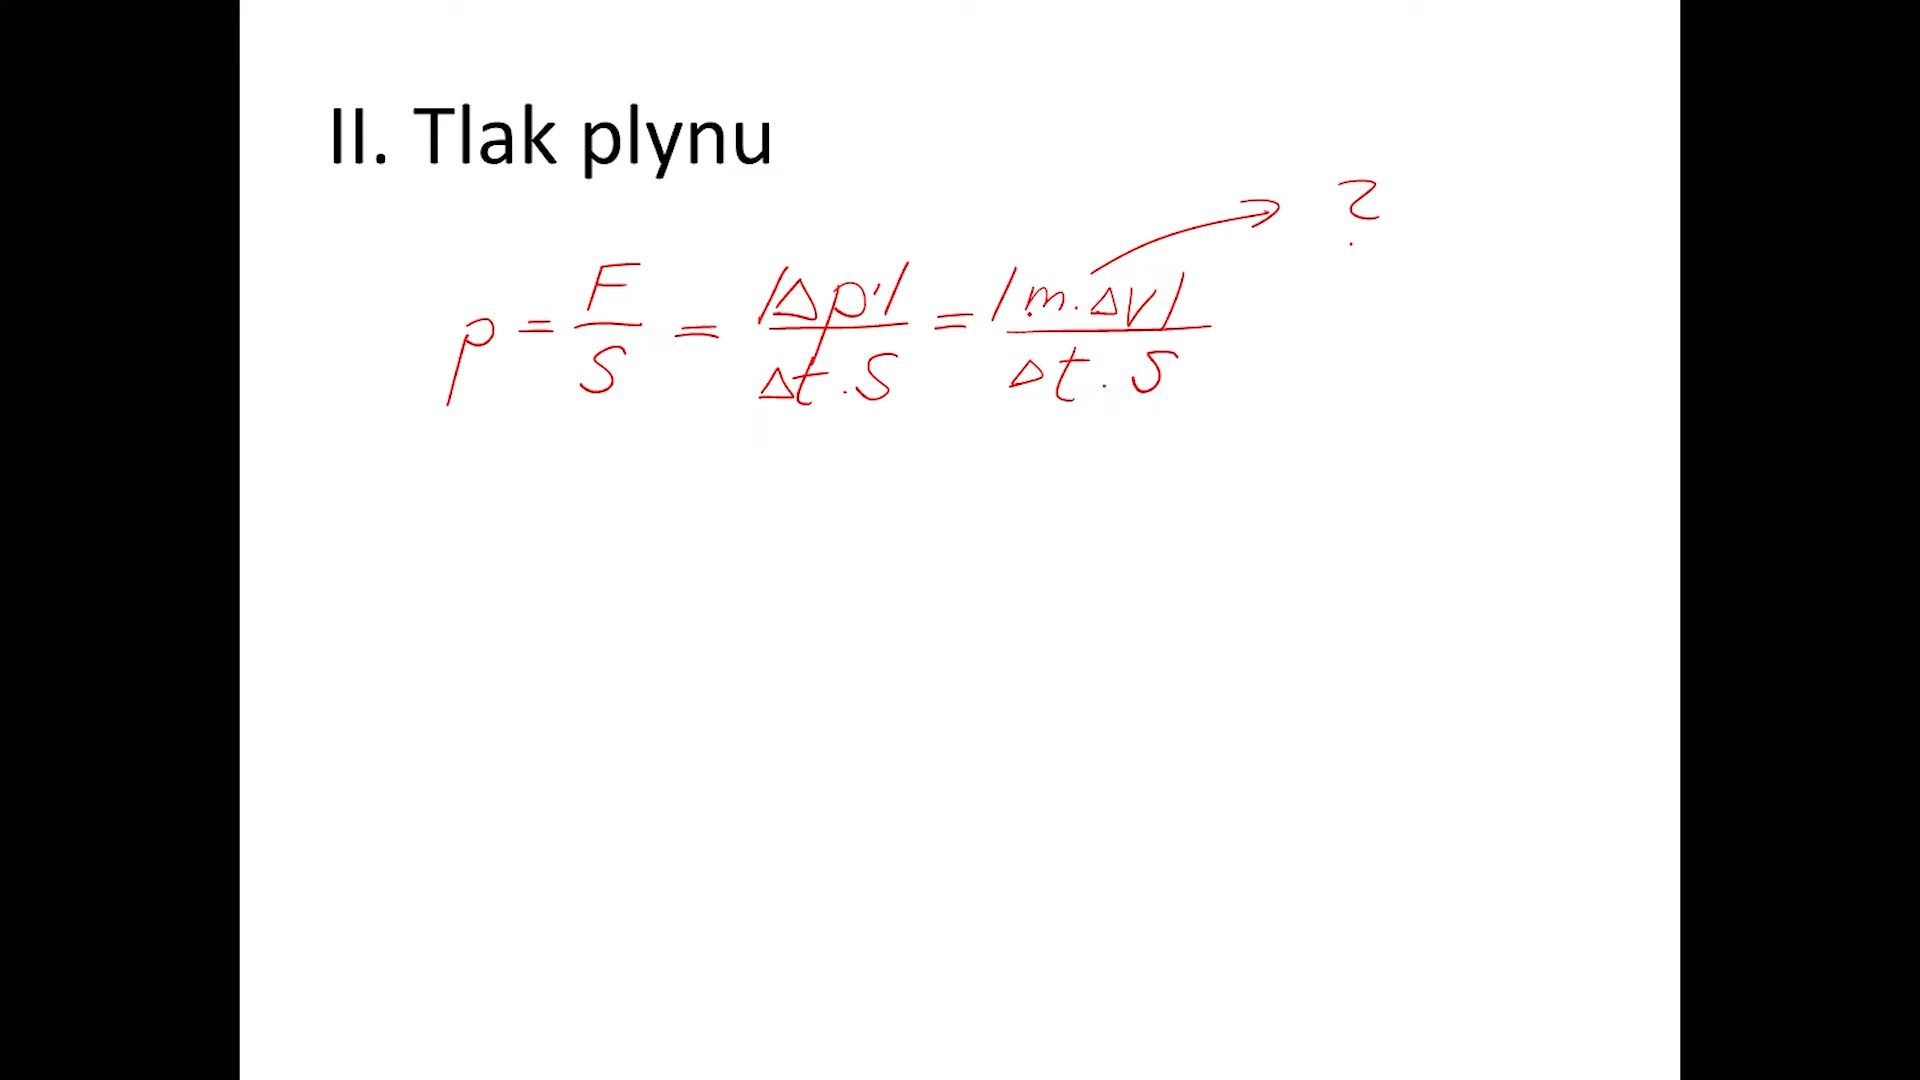 II. Tlak plynu
?
p = F/S = |Δp'|/Δt·S = |m·Δv|/Δt·S